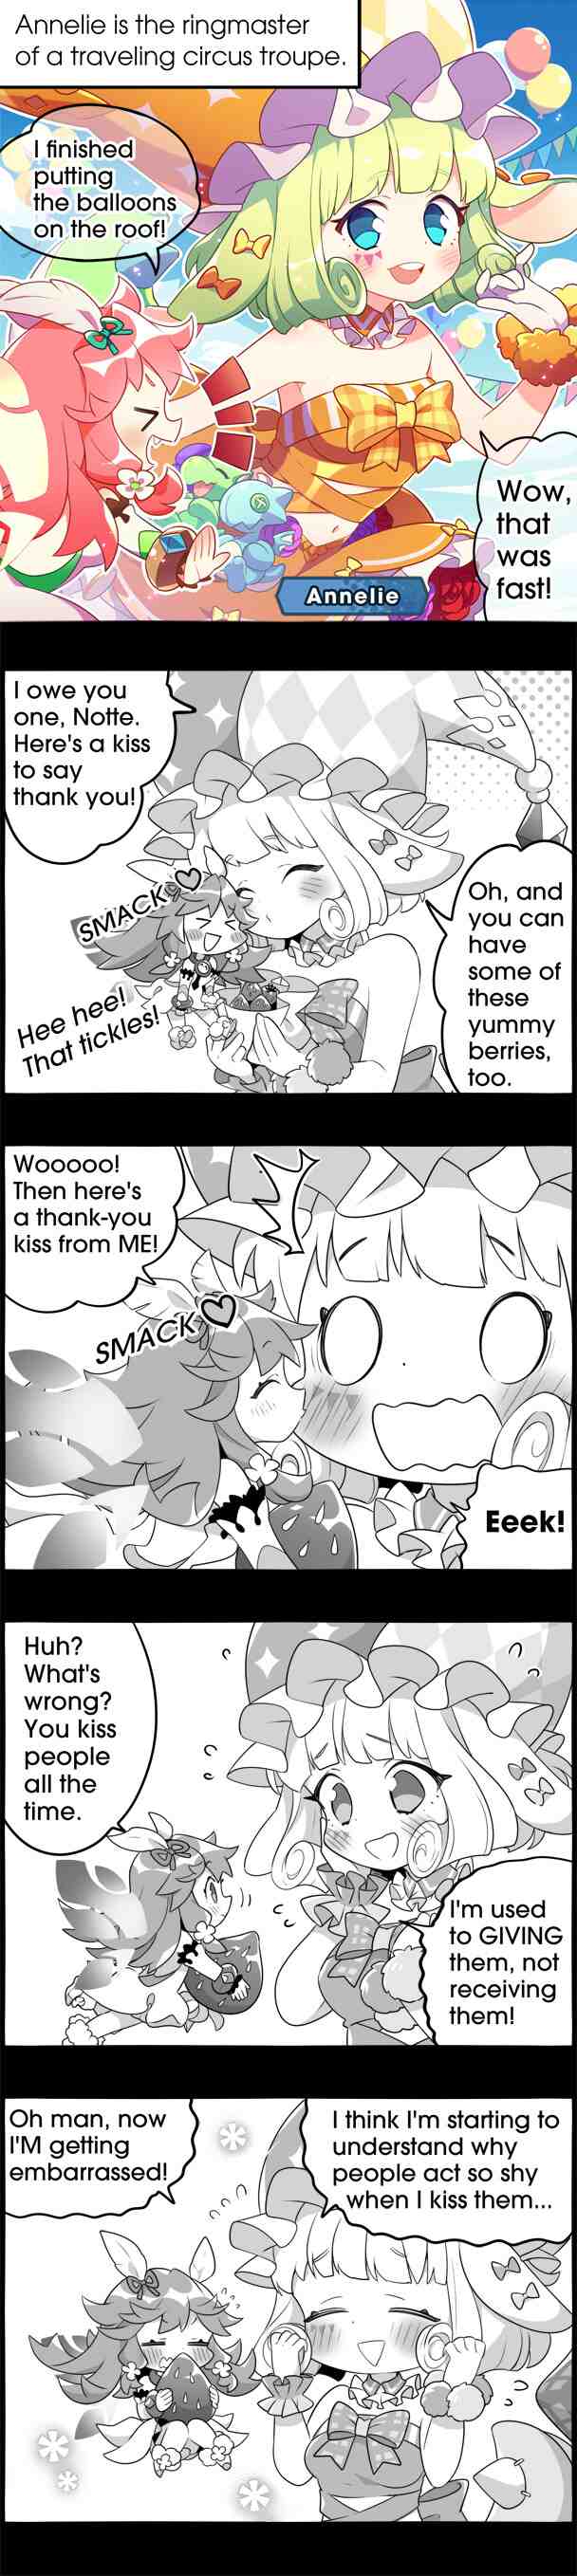 Annelie is the ringmaster
of a traveling circus troupe.
I finished
putting
the balloons
on the roof!
Wow,
that
was
fast!
Annelie
I owe you
one, Notte.
Here's a kiss
to say
thank you!
SMACK
Hee hee!
That tickles!
Oh, and
you can
have
some of
these
yummy
berries,
too.
Wooooo!
Then here's
a thank-you
kiss from ME!
SMACK
Eeek!
Huh?
What's
wrong?
You kiss
people
all the
time.
I'm used
to GIVING
them, not
receiving
them!
Oh man, now
I'M getting
embarrassed!
I think I'm starting to
understand why
people act so shy
when I kiss them...